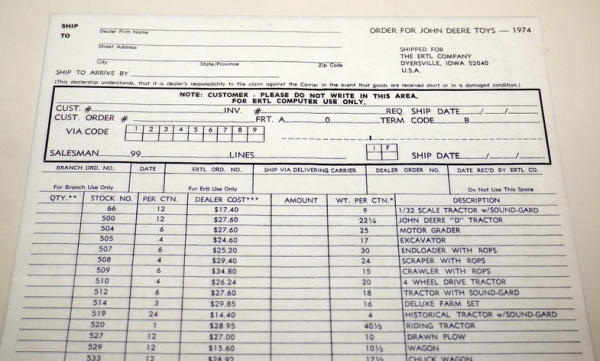 SHIP
TO
Dealer Firm Name
ORDER FOR JOHN DEERE TOYS — 1974
Street Address
City State/Province Zip Code
SHIPPED FOR
THE ERTL COMPANY
DYERSVILLE, IOWA 52040
U.S.A.
SHIP TO ARRIVE BY
(This dealership understands, that it is dealer's responsibility to file claim against the Carrier in the event that goods are received short or in a damaged condition.)
NOTE: CUSTOMER - PLEASE DO NOT WRITE IN THIS AREA.
FOR ERTL COMPUTER USE ONLY.
CUST. # INV. # REQ. SHIP DATE / /
CUST. ORDER # FRT. A O. TERM CODE B
VIA CODE 1 2 3 4 5 6 7 8 9
I F
SALESMAN 99 LINES SHIP DATE / /
BRANCH ORD. NO. DATE ERTL ORD. NO. SHIP VIA DELIVERING CARRIER DEALER ORDER NO. DATE REC'D BY ERTL CO.
For Branch Use Only For Ertl Use Only Do Not Use This Space
QTY.** STOCK NO. PER CTN. DEALER COST*** AMOUNT WT. PER CTN.* DESCRIPTION
66 12 $17.40 9 1/32 SCALE TRACTOR w/SOUND-GARD
500 12 $27.60 22¼ JOHN DEERE "D" TRACTOR
504 6 $27.60 25 MOTOR GRADER
505 4 $24.60 17 EXCAVATOR
507 6 $25.20 30 ENDLOADER WITH ROPS
508 4 $29.40 24 SCRAPER WITH ROPS
509 6 $34.80 15 CRAWLER WITH ROPS
510 4 $26.24 20 4 WHEEL DRIVE TRACTOR
512 6 $27.60 18 TRACTOR WITH SOUND-GARD
514 3 $29.85 16 DELUXE FARM SET
519 24 $14.40 4 HISTORICAL TRACTOR w/SOUND-GARD
520 1 $28.95 40½ RIDING TRACTOR
527 12 $27.00 10 DRAWN PLOW
529 12 $15.60 10½ WAGON
533 12 $28.92 17½ CHUCK WAGON